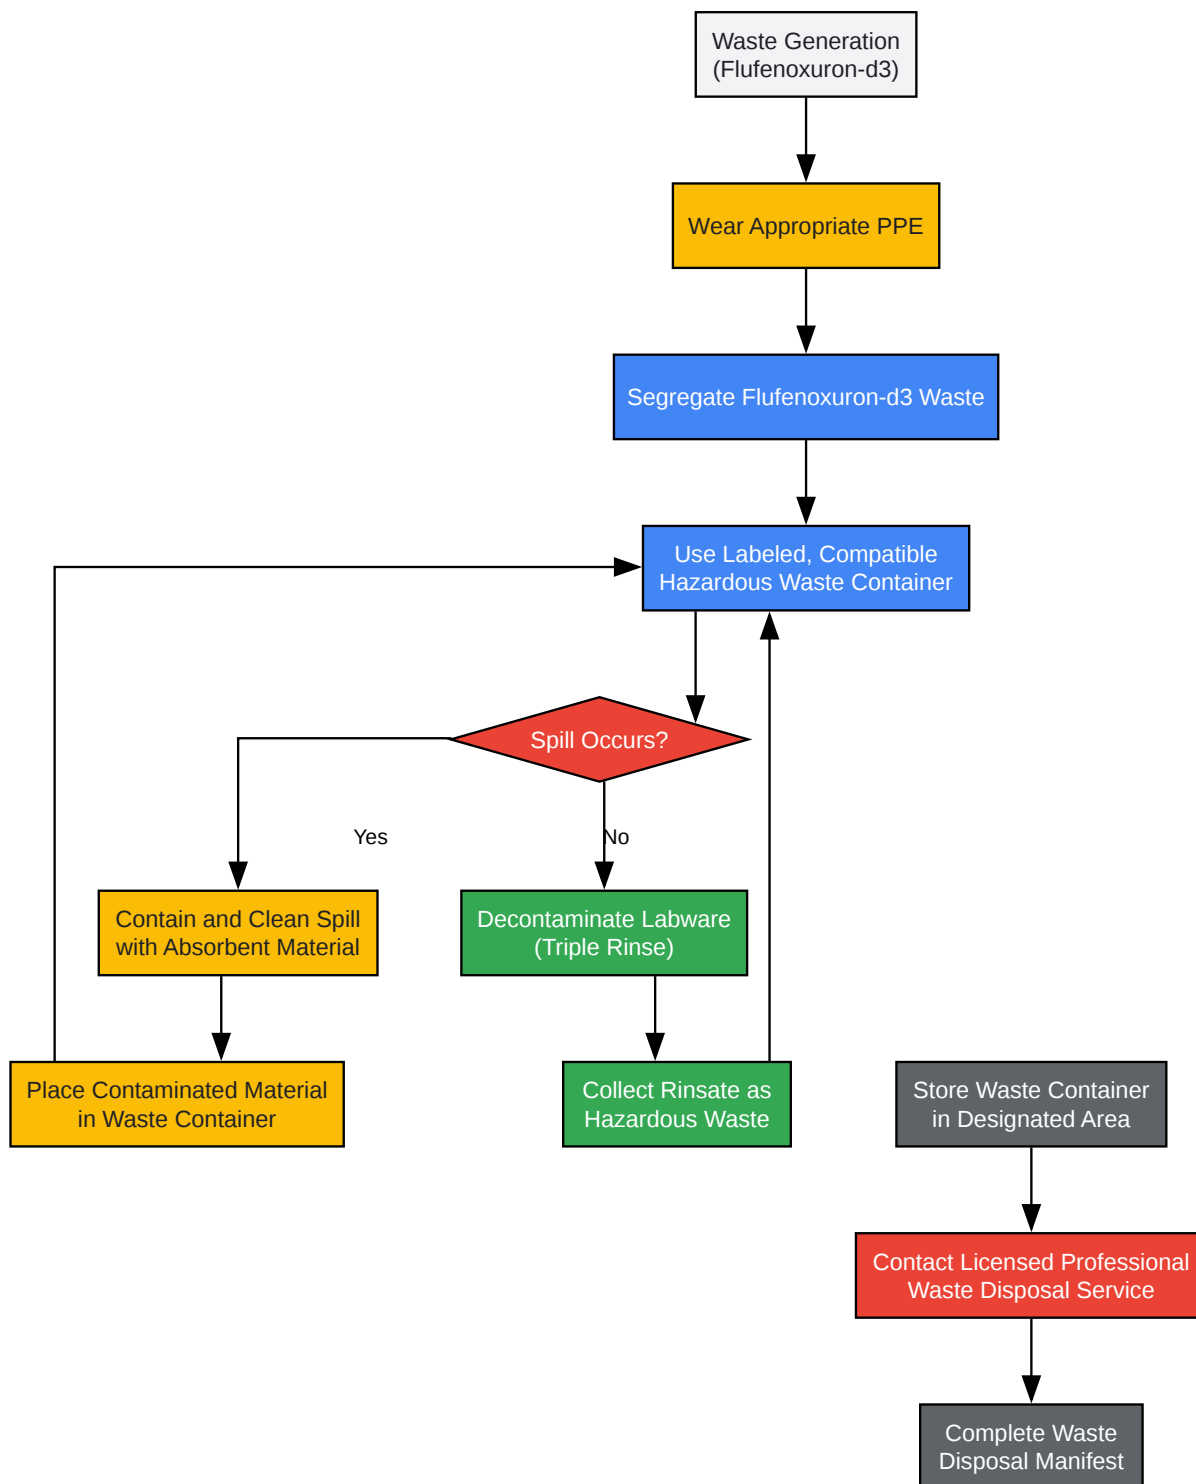 Waste Generation
(Flufenoxuron-d3)
Wear Appropriate PPE
Segregate Flufenoxuron-d3 Waste
Use Labeled, Compatible
Hazardous Waste Container
Spill Occurs?
Yes
No
Contain and Clean Spill
with Absorbent Material
Decontaminate Labware
(Triple Rinse)
Place Contaminated Material
in Waste Container
Collect Rinsate as
Hazardous Waste
Store Waste Container
in Designated Area
Contact Licensed Professional
Waste Disposal Service
Complete Waste
Disposal Manifest